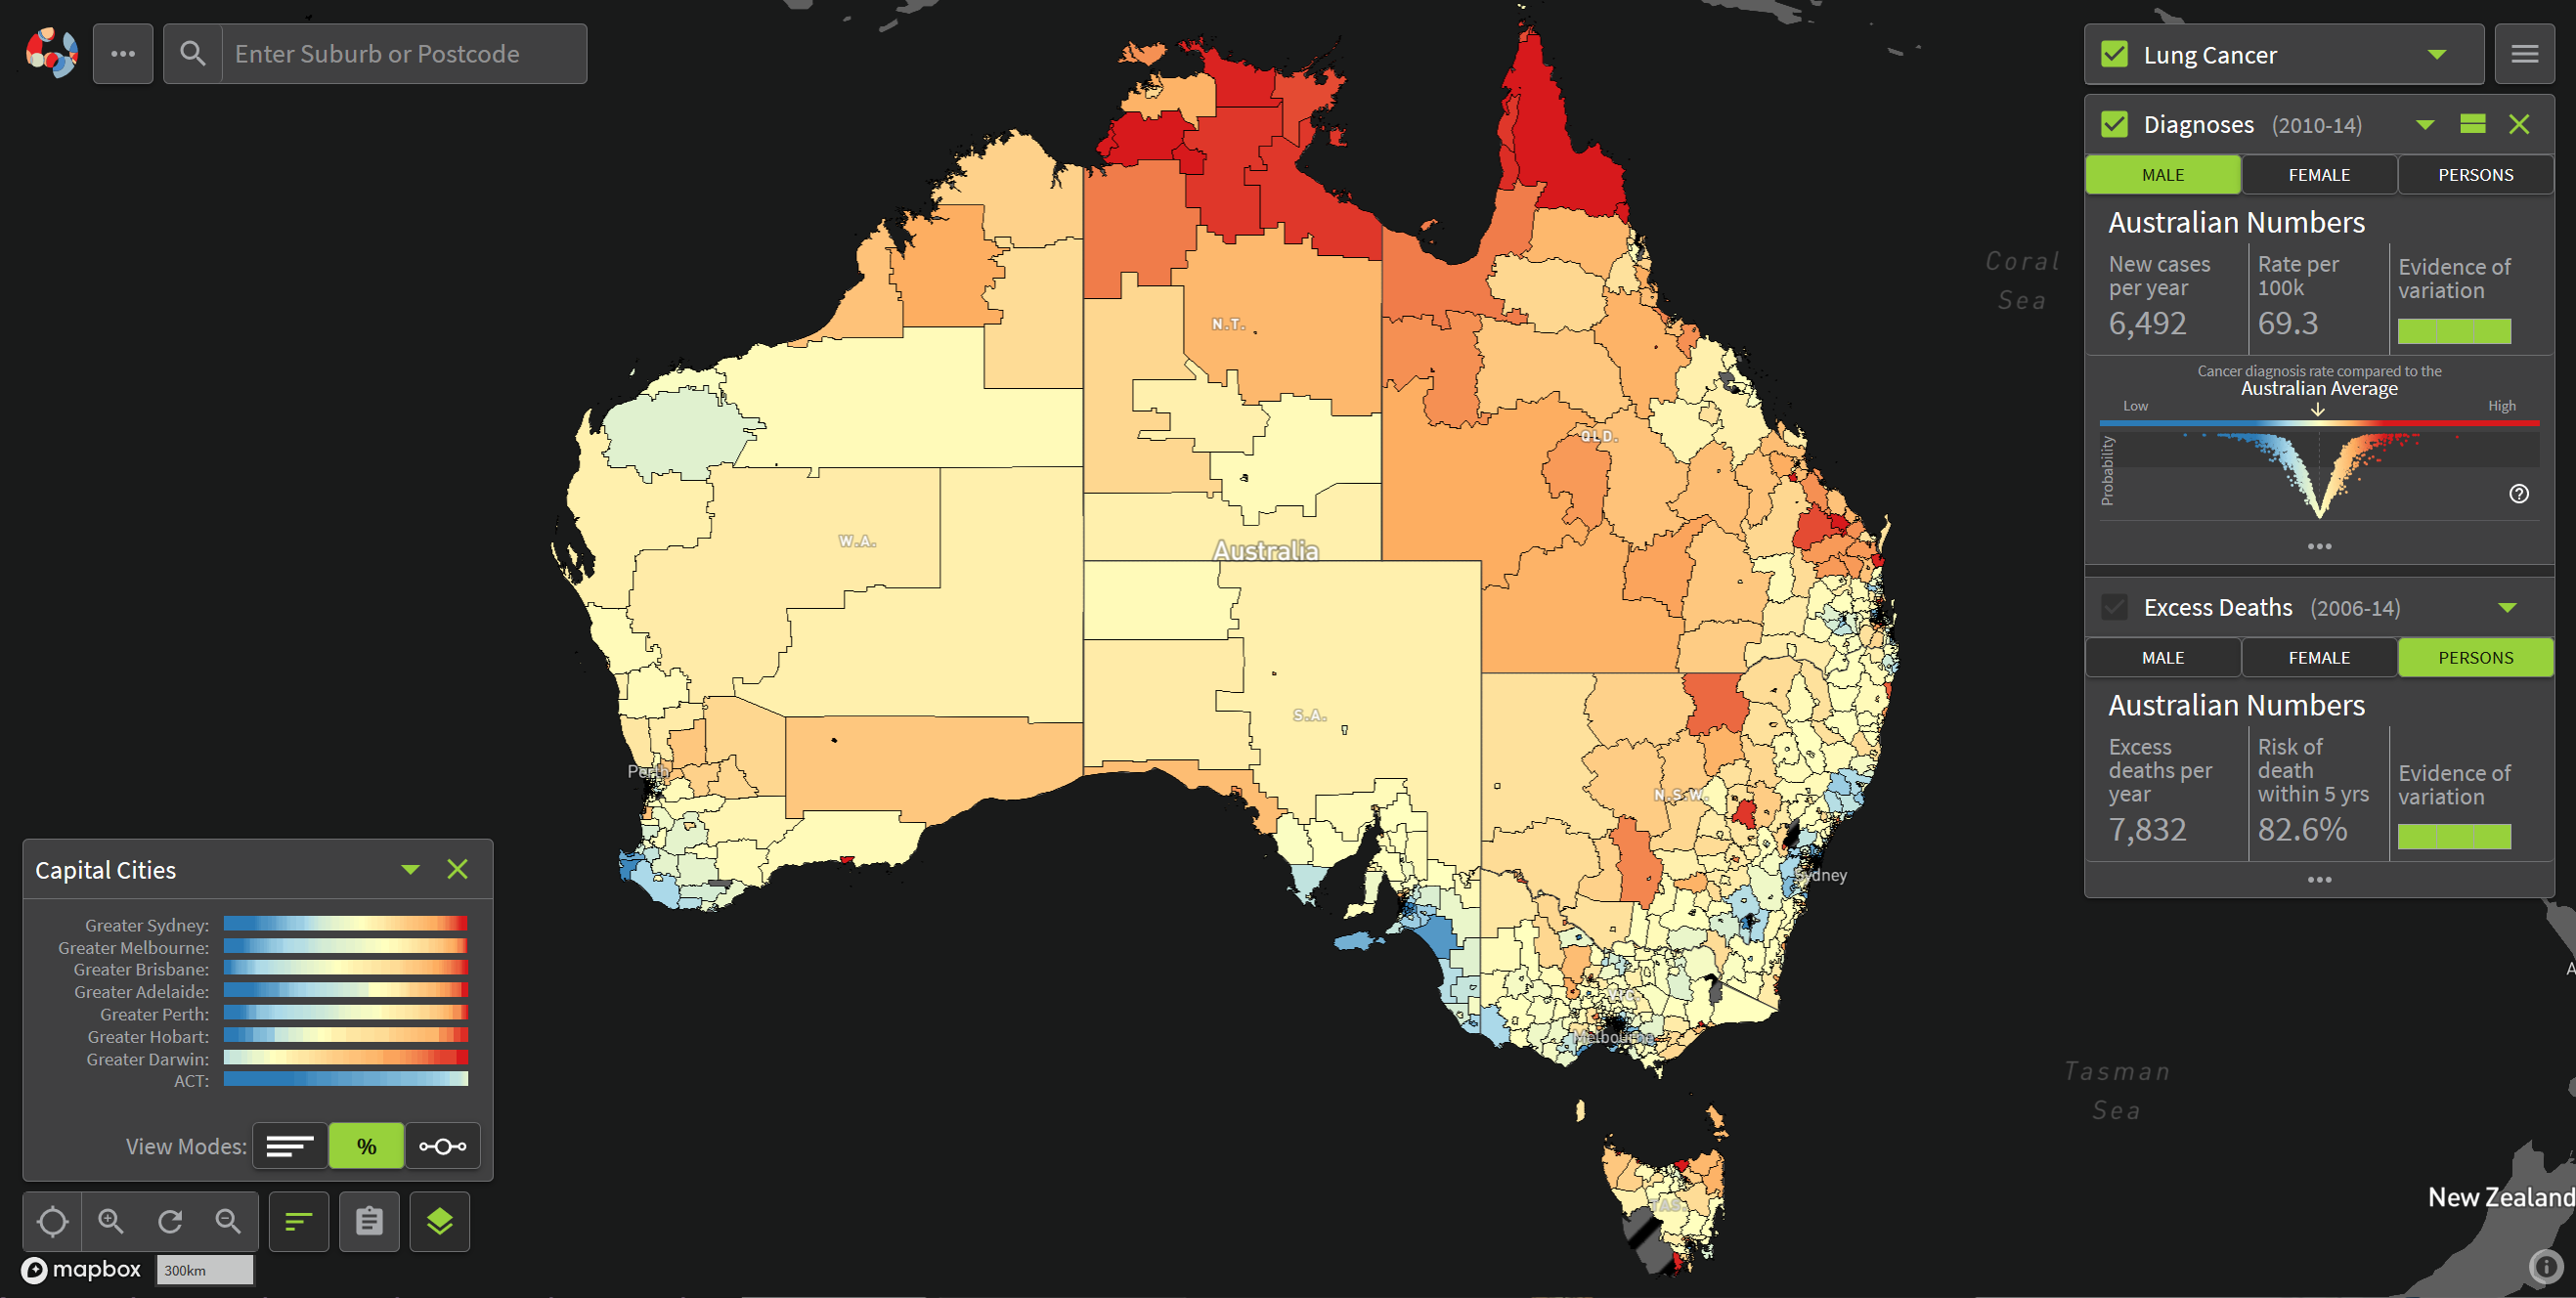 Enter Suburb or Postcode
Lung Cancer
Diagnoses (2010-14)
MALE FEMALE PERSONS
Australian Numbers
New cases per year
6,492
Rate per 100k
69.3
Evidence of variation
Cancer diagnosis rate compared to the
Australian Average
Low High
Probability
Excess Deaths (2006-14)
MALE FEMALE PERSONS
Australian Numbers
Excess deaths per year
7,832
Risk of death within 5 yrs
82.6%
Evidence of variation
Coral
Sea
N.T.
QLD.
W.A.
Australia
S.A.
Perth
N.S.W.
Sydney
Melbourne
TAS.
Tasman
Sea
New Zealand
Capital Cities
Greater Sydney:
Greater Melbourne:
Greater Brisbane:
Greater Adelaide:
Greater Perth:
Greater Hobart:
Greater Darwin:
ACT:
View Modes: %
mapbox
300km